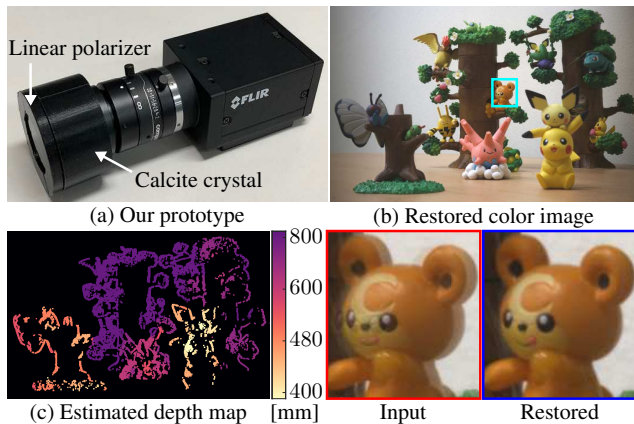 Linear polarizer
FLIR
Calcite crystal
(a) Our prototype
(b) Restored color image
800
600
480
400
(c) Estimated depth map
[mm]
Input
Restored